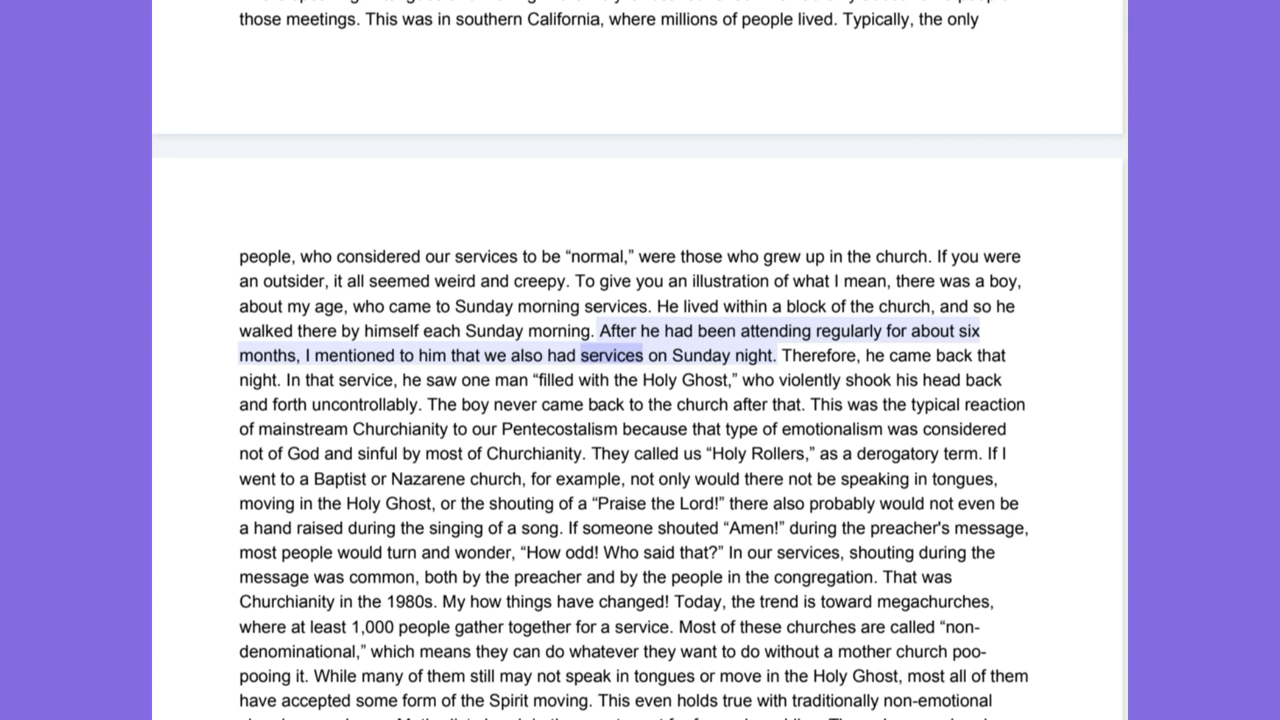 those meetings. This was in southern California, where millions of people lived. Typically, the only
people, who considered our services to be “normal,” were those who grew up in the church. If you were
an outsider, it all seemed weird and creepy. To give you an illustration of what I mean, there was a boy,
about my age, who came to Sunday morning services. He lived within a block of the church, and so he
walked there by himself each Sunday morning. After he had been attending regularly for about six
months, I mentioned to him that we also had services on Sunday night. Therefore, he came back that
night. In that service, he saw one man “filled with the Holy Ghost,” who violently shook his head back
and forth uncontrollably. The boy never came back to the church after that. This was the typical reaction
of mainstream Churchianity to our Pentecostalism because that type of emotionalism was considered
not of God and sinful by most of Churchianity. They called us “Holy Rollers,” as a derogatory term. If I
went to a Baptist or Nazarene church, for example, not only would there not be speaking in tongues,
moving in the Holy Ghost, or the shouting of a “Praise the Lord!” there also probably would not even be
a hand raised during the singing of a song. If someone shouted “Amen!” during the preacher's message,
most people would turn and wonder, “How odd! Who said that?” In our services, shouting during the
message was common, both by the preacher and by the people in the congregation. That was
Churchianity in the 1980s. My how things have changed! Today, the trend is toward megachurches,
where at least 1,000 people gather together for a service. Most of these churches are called “non-
denominational,” which means they can do whatever they want to do without a mother church poo-
pooing it. While many of them still may not speak in tongues or move in the Holy Ghost, most all of them
have accepted some form of the Spirit moving. This even holds true with traditionally non-emotional